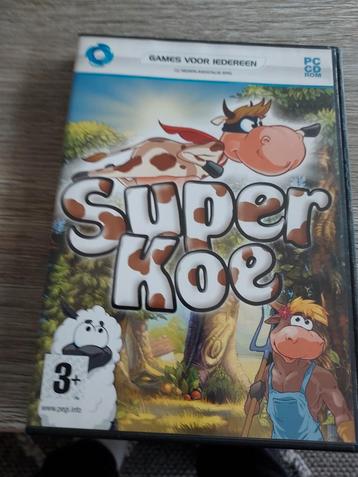 GAMES VOOR IEDEREEN
PC
CD
ROM
Super
Koe
3+
www.pegi.info